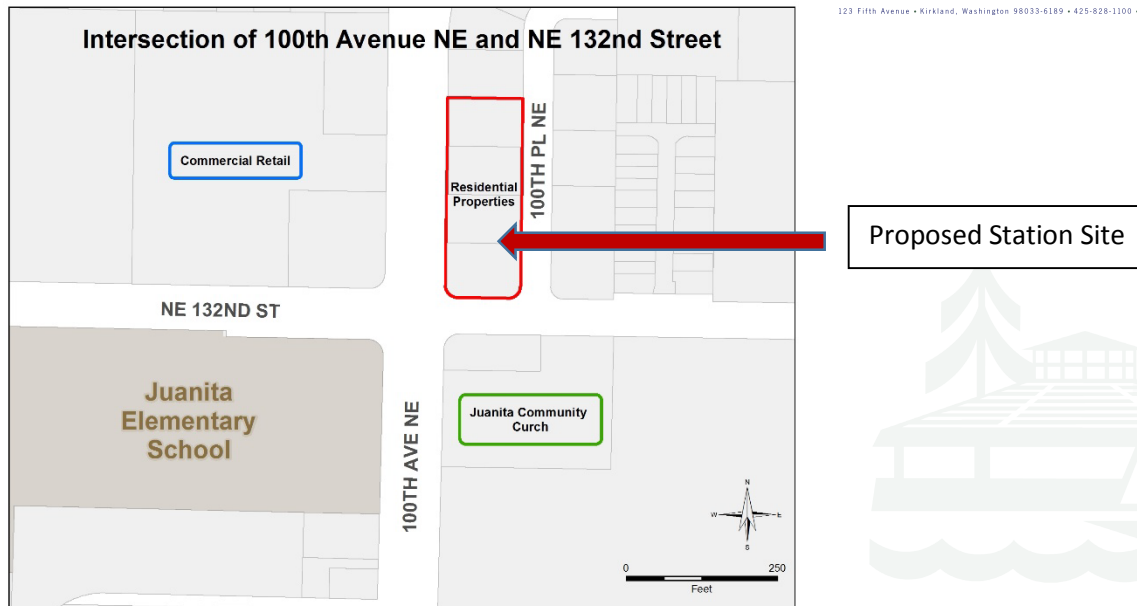 123 Fifth Avenue • Kirkland, Washington 98033-6189 • 425-828-1100 •
Intersection of 100th Avenue NE and NE 132nd Street
Commercial Retail
Residential
Properties
100TH PL NE
Proposed Station Site
NE 132ND ST
Juanita
Elementary
School
100TH AVE NE
Juanita Community
Curch
N
W
E
S
0
250
Feet